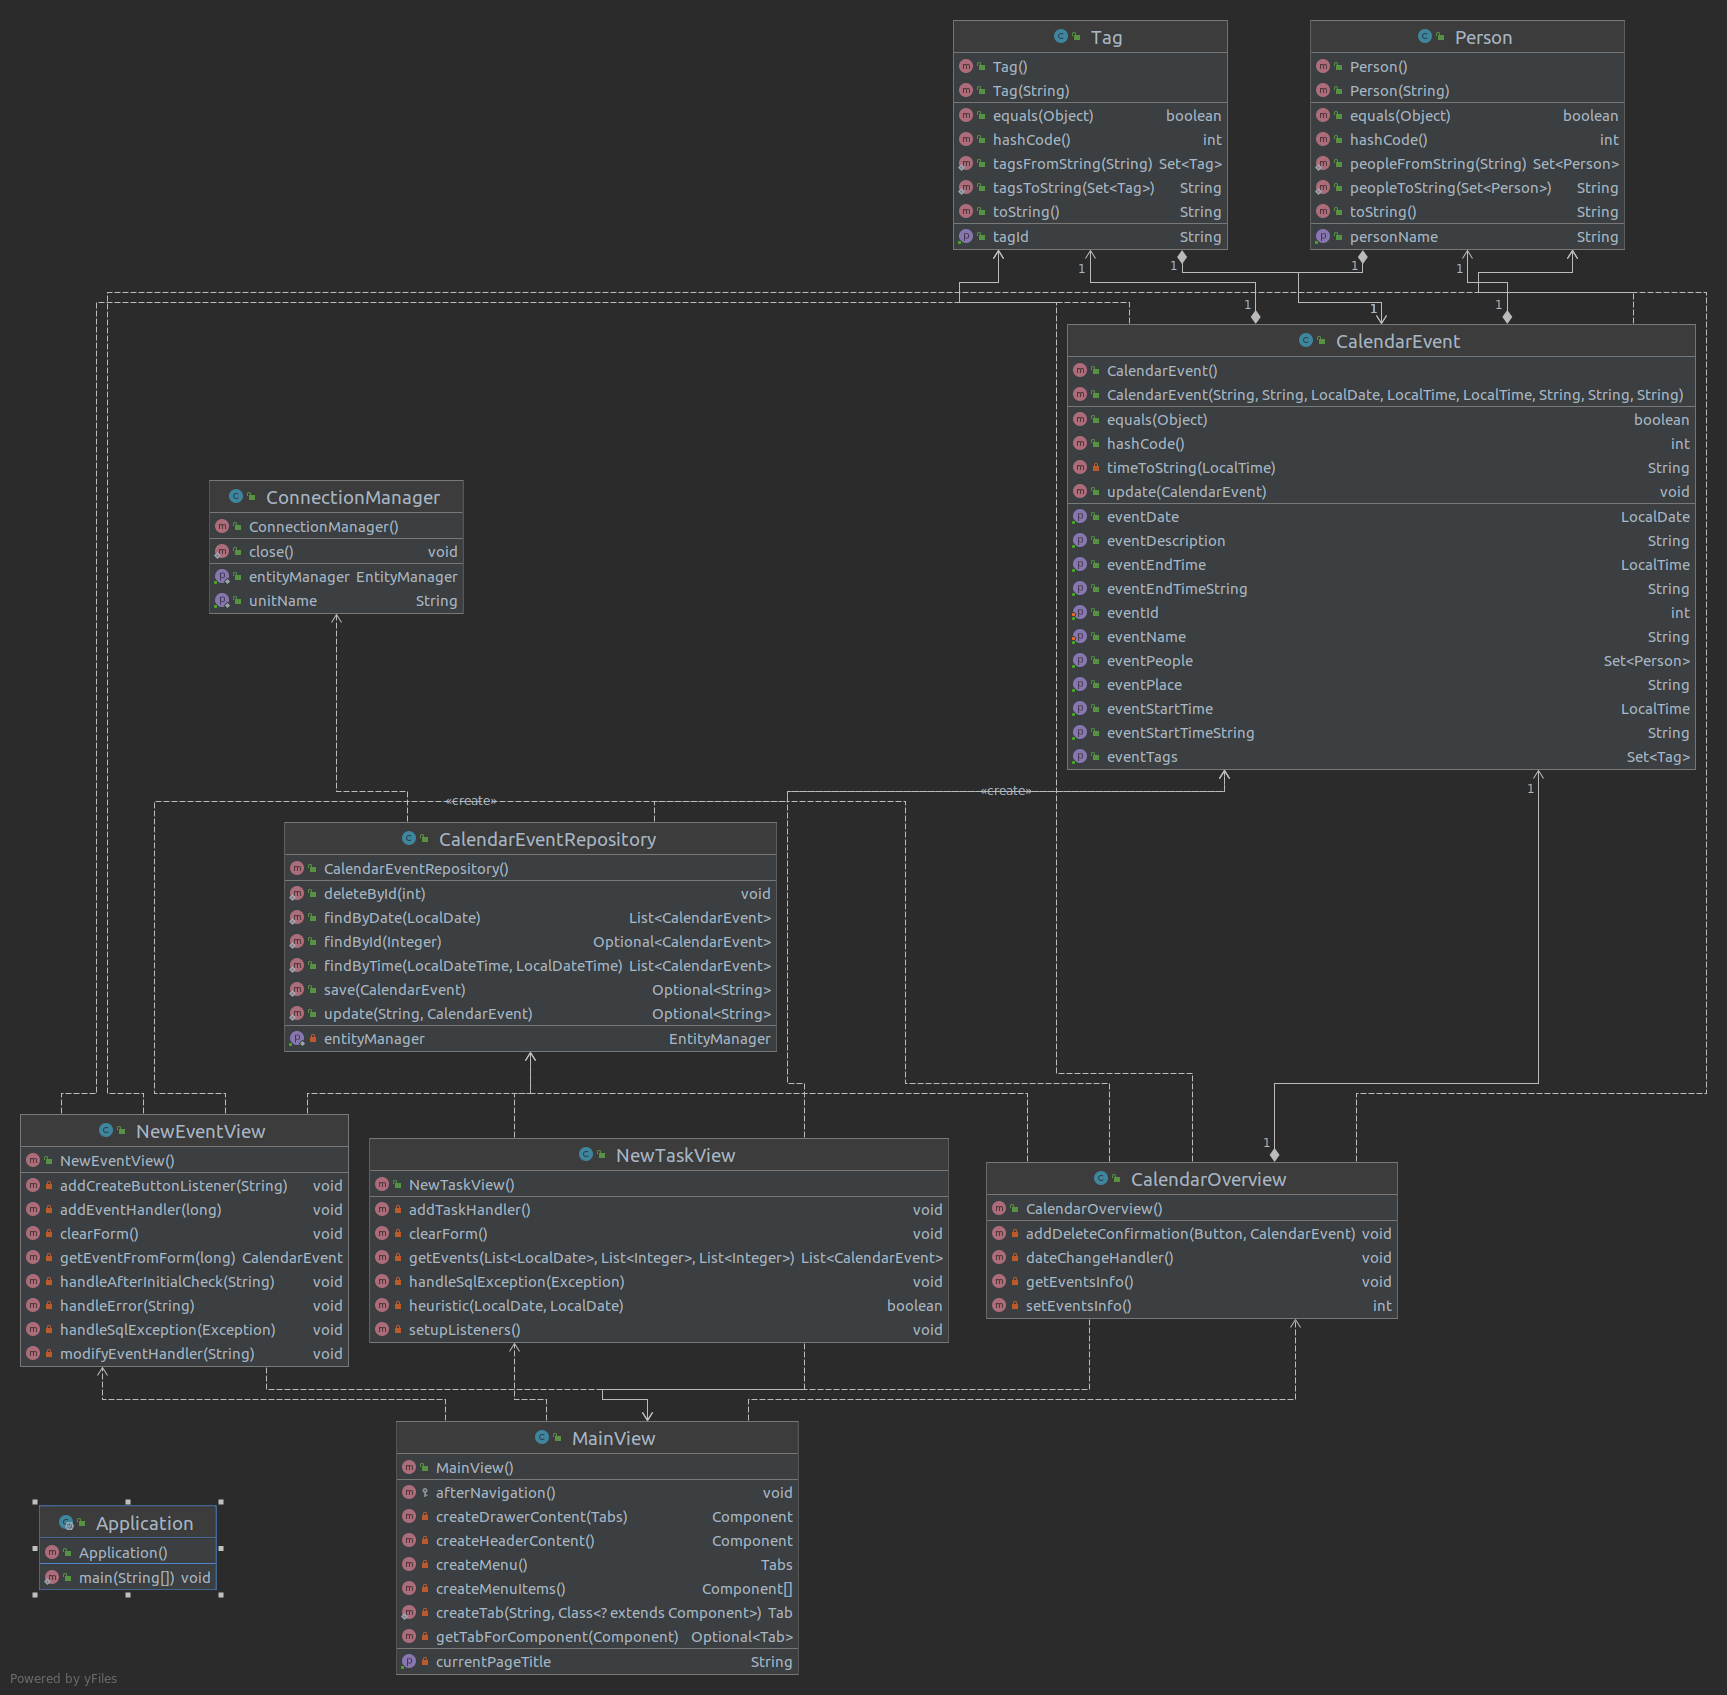 Tag
Tag()
Tag(String)
equals(Object) boolean
hashCode() int
tagsFromString(String) Set<Tag>
tagsToString(Set<Tag>) String
toString() String
tagId String
Person
Person()
Person(String)
equals(Object) boolean
hashCode() int
peopleFromString(String) Set<Person>
peopleToString(Set<Person>) String
toString() String
personName String
1
1
1
1
1
1
1
CalendarEvent
CalendarEvent()
CalendarEvent(String, String, LocalDate, LocalTime, LocalTime, String, String, String)
equals(Object) boolean
hashCode() int
timeToString(LocalTime) String
update(CalendarEvent) void
eventDate LocalDate
eventDescription String
eventEndTime LocalTime
eventEndTimeString String
eventId int
eventName String
eventPeople Set<Person>
eventPlace String
eventStartTime LocalTime
eventStartTimeString String
eventTags Set<Tag>
ConnectionManager
ConnectionManager()
close() void
entityManager EntityManager
unitName String
1
«create»
«create»
CalendarEventRepository
CalendarEventRepository()
deleteById(int) void
findByDate(LocalDate) List<CalendarEvent>
findById(Integer) Optional<CalendarEvent>
findByTime(LocalDateTime, LocalDateTime) List<CalendarEvent>
save(CalendarEvent) Optional<String>
update(String, CalendarEvent) Optional<String>
entityManager EntityManager
NewEventView
NewEventView()
addCreateButtonListener(String) void
addEventHandler(long) void
clearForm() void
getEventFromForm(long) CalendarEvent
handleAfterInitialCheck(String) void
handleError(String) void
handleSqlException(Exception) void
modifyEventHandler(String) void
NewTaskView
NewTaskView()
addTaskHandler() void
clearForm() void
getEvents(List<LocalDate>, List<Integer>, List<Integer>) List<CalendarEvent>
handleSqlException(Exception) void
heuristic(LocalDate, LocalDate) boolean
setupListeners() void
1
CalendarOverview
CalendarOverview()
addDeleteConfirmation(Button, CalendarEvent) void
dateChangeHandler() void
getEventsInfo() void
setEventsInfo() int
MainView
MainView()
afterNavigation() void
createDrawerContent(Tabs) Component
createHeaderContent() Component
createMenu() Tabs
createMenuItems() Component[]
createTab(String, Class<? extends Component>) Tab
getTabForComponent(Component) Optional<Tab>
currentPageTitle String
Application
Application()
main(String[]) void
Powered by yFiles